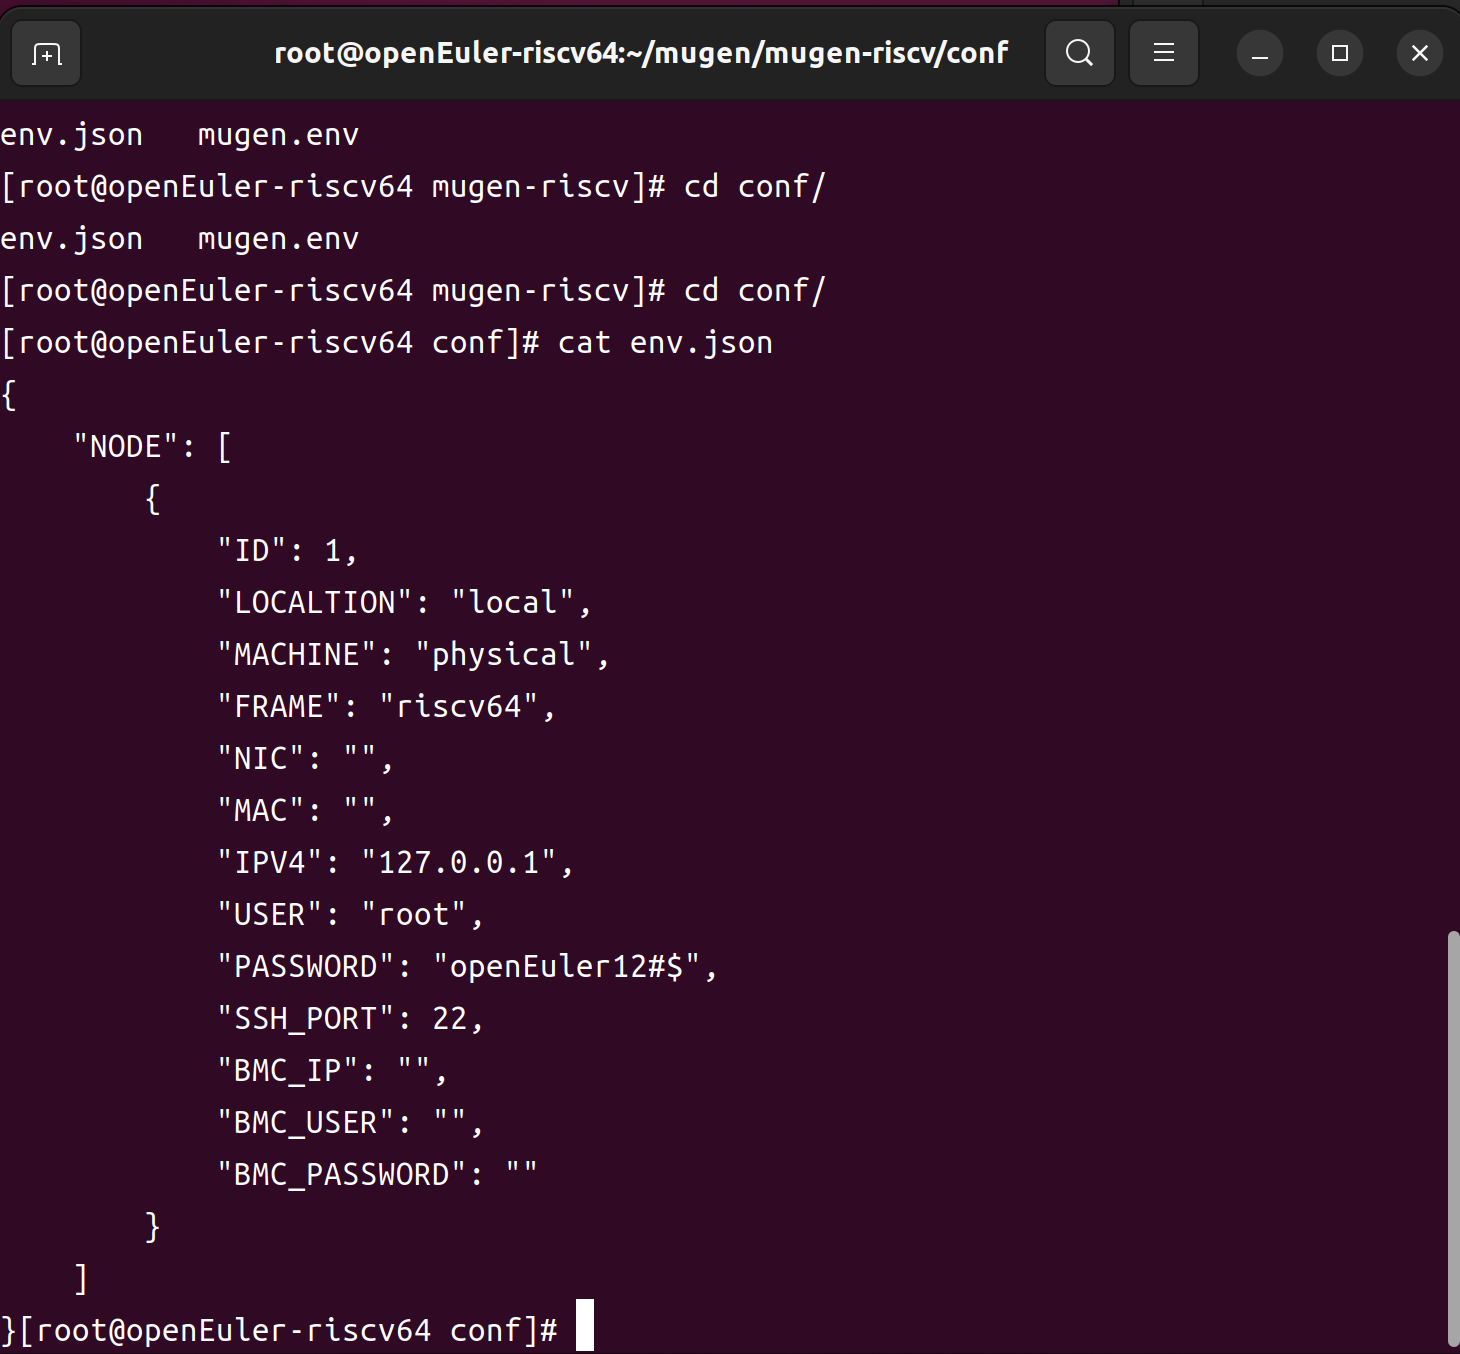 root@openEuler-riscv64:~/mugen/mugen-riscv/conf
env.json   mugen.env
[root@openEuler-riscv64 mugen-riscv]# cd conf/
env.json   mugen.env
[root@openEuler-riscv64 mugen-riscv]# cd conf/
[root@openEuler-riscv64 conf]# cat env.json
{
    "NODE": [
        {
            "ID": 1,
            "LOCALTION": "local",
            "MACHINE": "physical",
            "FRAME": "riscv64",
            "NIC": "",
            "MAC": "",
            "IPV4": "127.0.0.1",
            "USER": "root",
            "PASSWORD": "openEuler12#$",
            "SSH_PORT": 22,
            "BMC_IP": "",
            "BMC_USER": "",
            "BMC_PASSWORD": ""
        }
    ]
}[root@openEuler-riscv64 conf]#